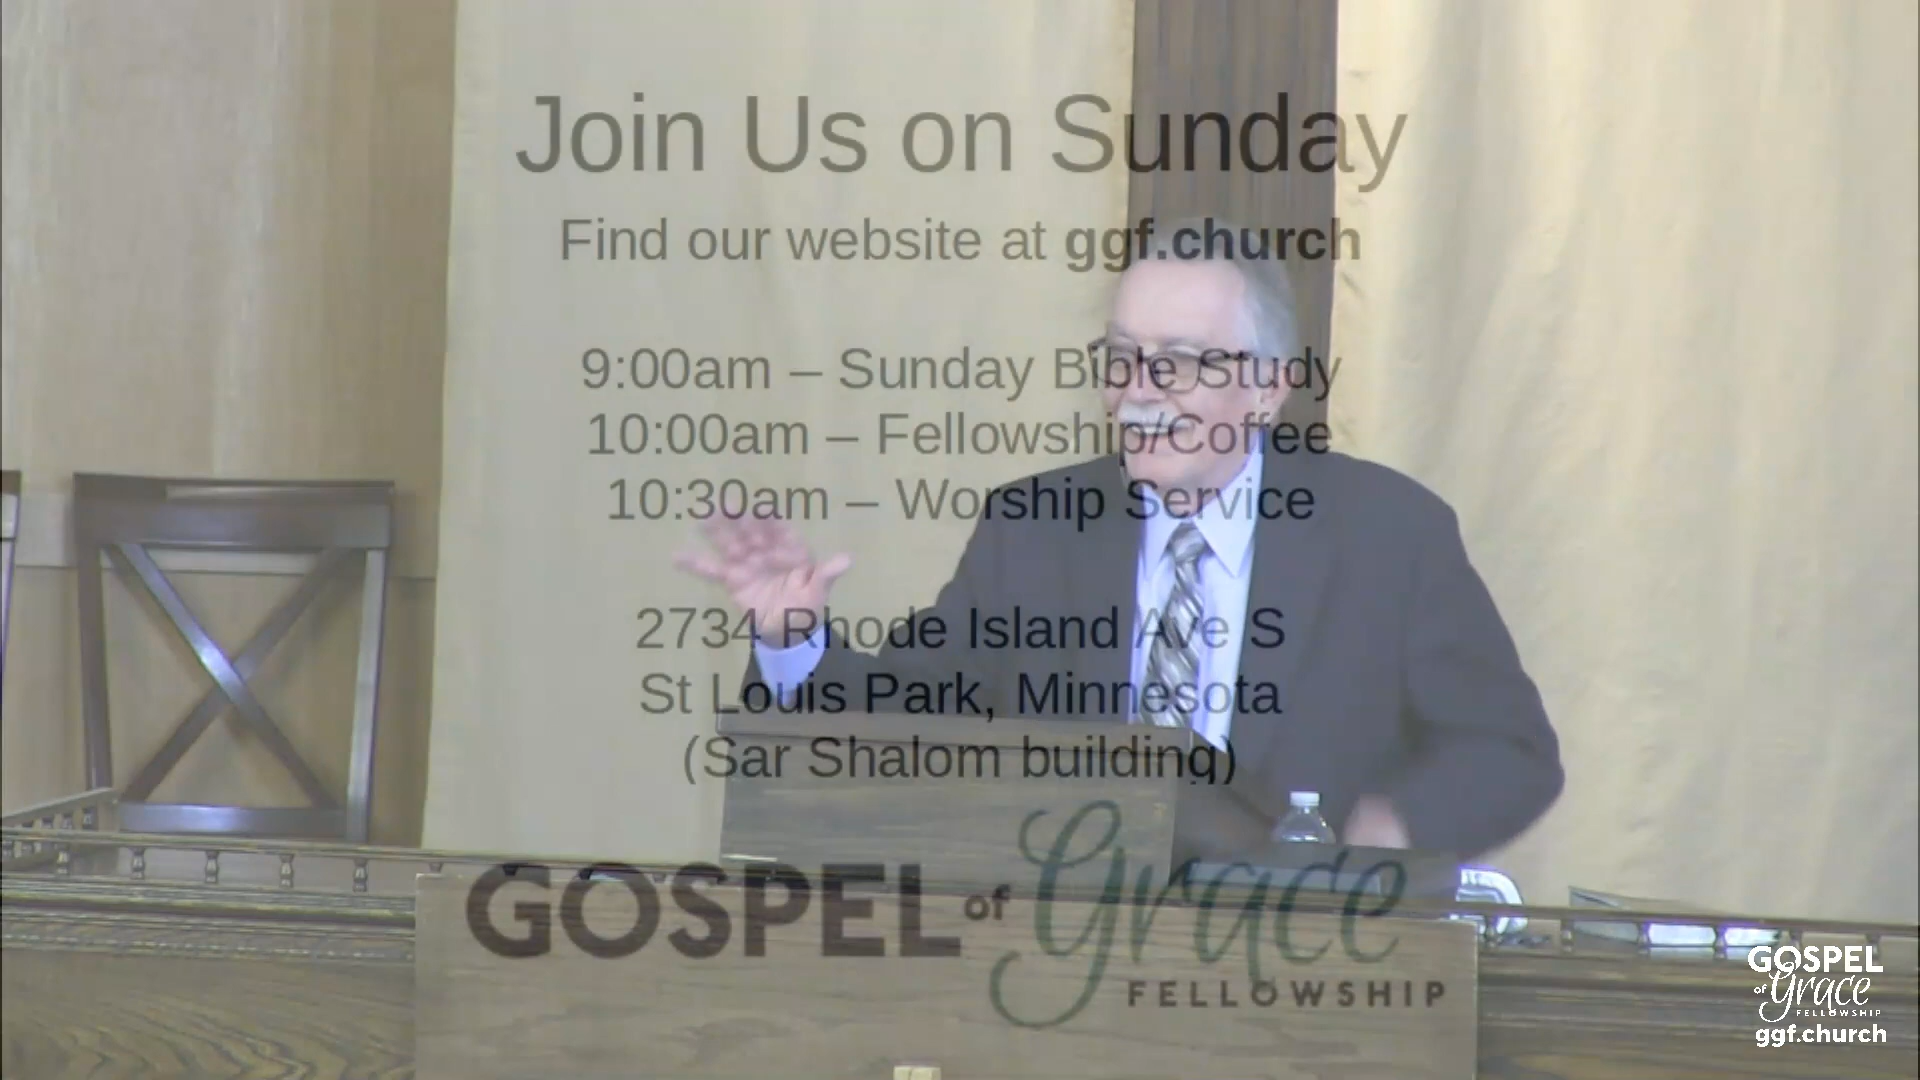 Join Us on Sunday
Find our website at ggf.church
9:00am – Sunday Bible Study
10:00am – Fellowship/Coffee
10:30am – Worship Service
2734 Rhode Island Ave S
St Louis Park, Minnesota
(Sar Shalom building)
GOSPEL of Grace
FELLOWSHIP
GOSPEL
of Grace
FELLOWSHIP
ggf.church